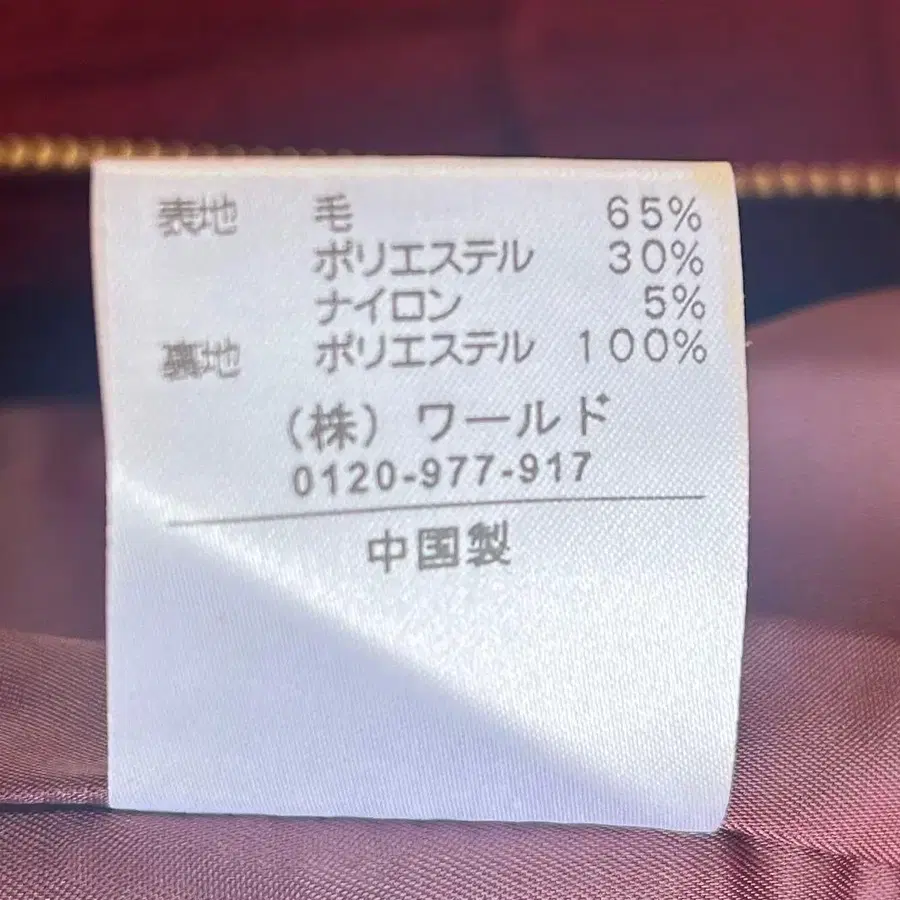 表地 毛 65%
ポリエステル 30%
ナイロン 5%
裏地 ポリエステル 100%
(株) ワールド
0120-977-917
中国製